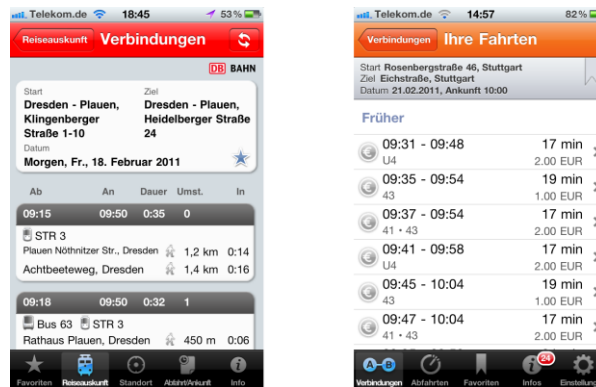 Telekom.de 18:45 53%
Reiseauskunft Verbindungen
DB BAHN
Start Ziel
Dresden - Plauen, Dresden - Plauen,
Klingenberger Heidelberger Straße
Straße 1-10 24
Datum
Morgen, Fr., 18. Februar 2011
Ab An Dauer Umst. In
09:15 09:50 0:35 0
STR 3
Plauen Nöthnitzer Str., Dresden 1,2 km 0:14
Achtbeeteweg, Dresden 1,4 km 0:16
09:18 09:50 0:32 1
Bus 63 STR 3
Rathaus Plauen, Dresden 450 m 0:06
Favoriten Reiseauskunft Standort Abfahrt/Ankunft Info
Telekom.de 14:57 82%
Verbindungen Ihre Fahrten
Start Rosenbergstraße 46, Stuttgart
Ziel Eichstraße, Stuttgart
Datum 21.02.2011, Ankunft 10:00
Früher
09:31 - 09:48 17 min
U4 2.00 EUR
09:35 - 09:54 19 min
43 1.00 EUR
09:37 - 09:54 17 min
41 • 43 2.00 EUR
09:41 - 09:58 17 min
U4 2.00 EUR
09:45 - 10:04 19 min
43 1.00 EUR
09:47 - 10:04 17 min
41 • 43 2.00 EUR
A-B 23
Verbindungen Abfahrten Favoriten Infos Einstellun